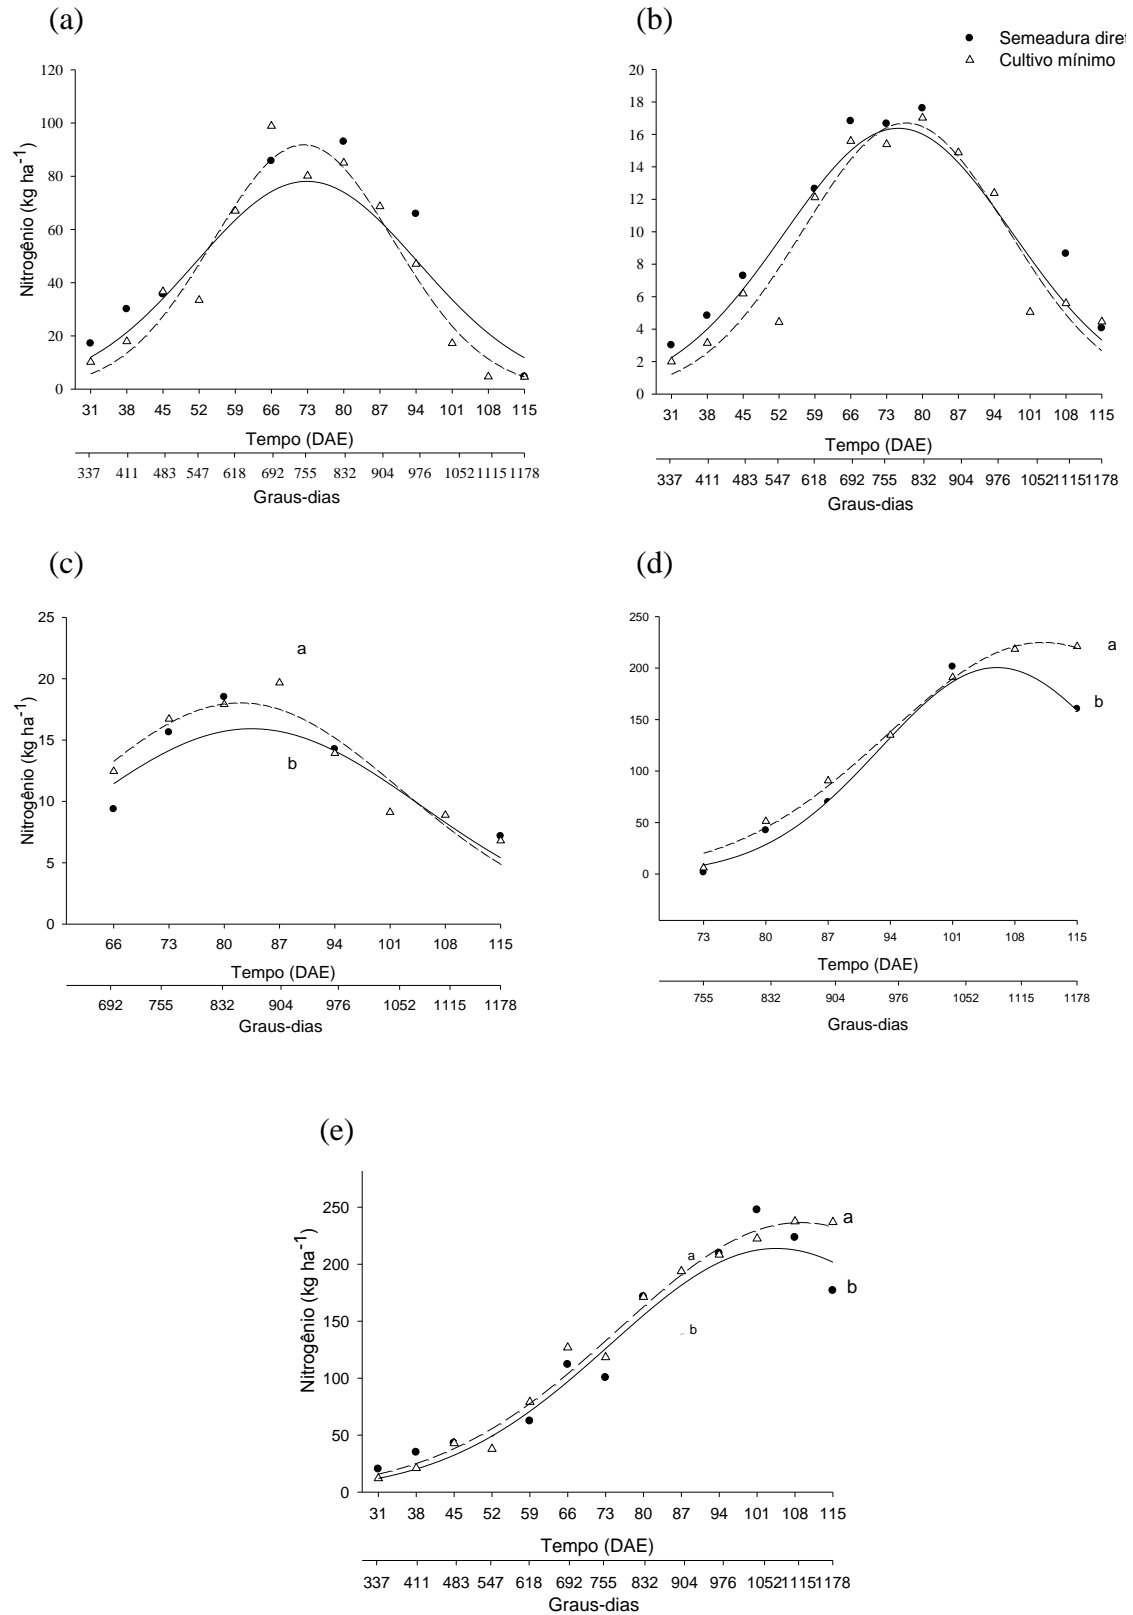 (a)
(b)
Semeadura diret
Cultivo mínimo
120
100
80
60
40
20
0
Nitrogênio (kg ha-1)
31 38 45 52 59 66 73 80 87 94 101 108 115
Tempo (DAE)
337 411 483 547 618 692 755 832 904 976 1052 1115 1178
Graus-dias
20
18
16
14
12
10
8
6
4
2
0
31 38 45 52 59 66 73 80 87 94 101 108 115
Tempo (DAE)
337 411 483 547 618 692 755 832 904 976 1052 1115 1178
Graus-dias
(c)
(d)
25
20
15
10
5
0
Nitrogênio (kg ha-1)
a
b
66 73 80 87 94 101 108 115
Tempo (DAE)
692 755 832 904 976 1052 1115 1178
Graus-dias
250
200
150
100
50
0
a
b
73 80 87 94 101 108 115
Tempo (DAE)
755 832 904 976 1052 1115 1178
Graus-dias
(e)
250
200
150
100
50
0
Nitrogênio (kg ha-1)
a
a
b
b
31 38 45 52 59 66 73 80 87 94 101 108 115
Tempo (DAE)
337 411 483 547 618 692 755 832 904 976 1052 1115 1178
Graus-dias